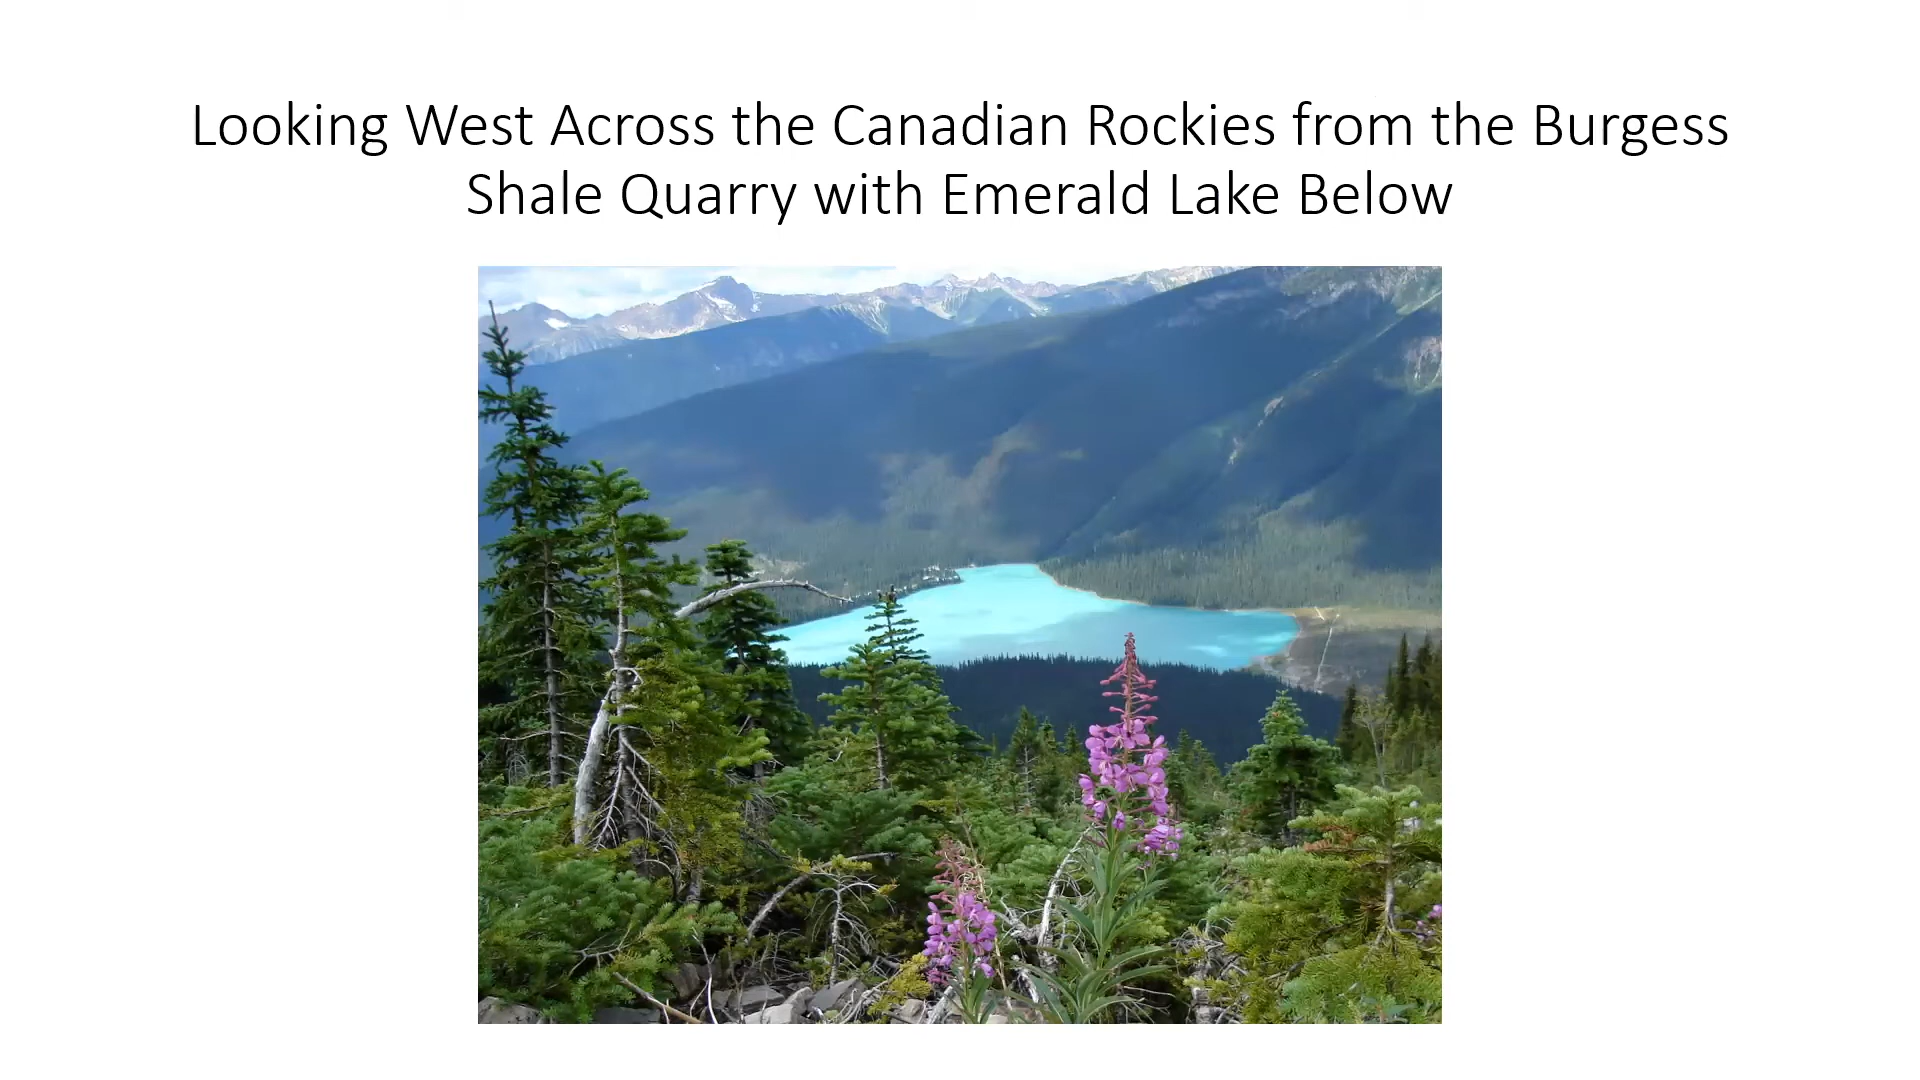 Looking West Across the Canadian Rockies from the Burgess
Shale Quarry with Emerald Lake Below